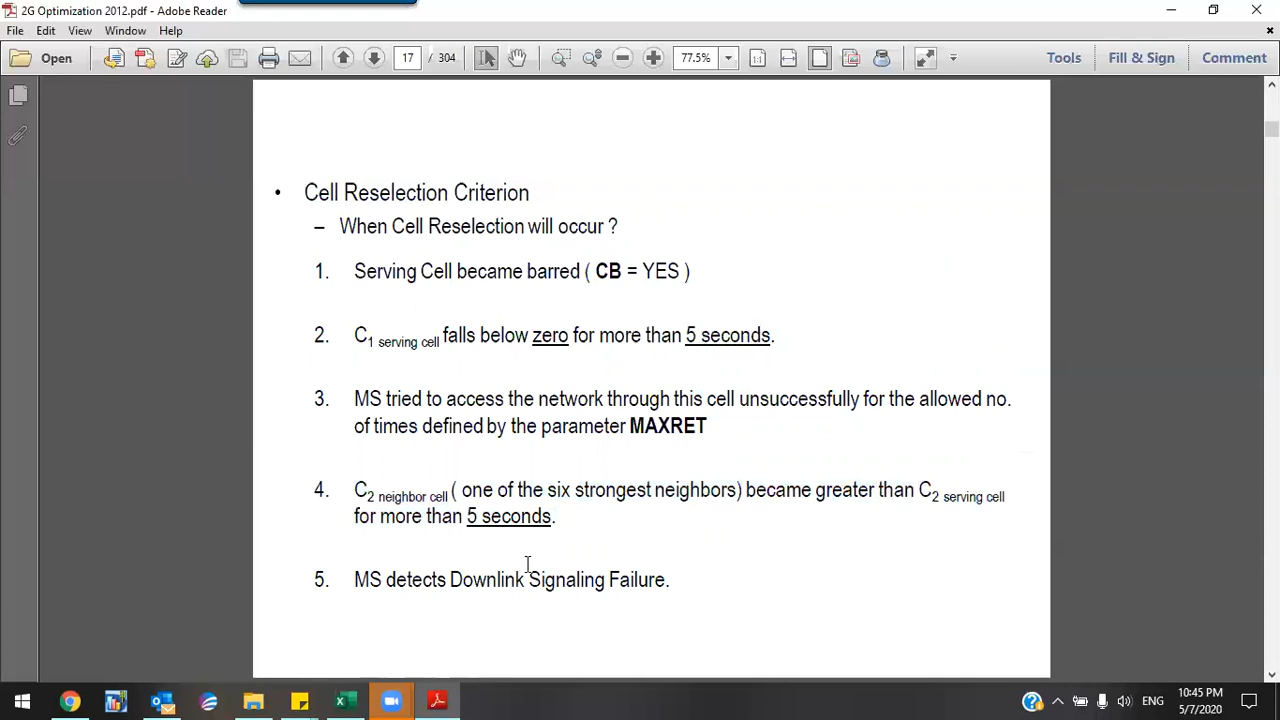 2G Optimization 2012.pdf - Adobe Reader
File Edit View Window Help
Open 17 / 304 77.5% Tools Fill & Sign Comment
• Cell Reselection Criterion
– When Cell Reselection will occur ?
1. Serving Cell became barred ( CB = YES )
2. C1 serving cell falls below zero for more than 5 seconds.
3. MS tried to access the network through this cell unsuccessfully for the allowed no.
of times defined by the parameter MAXRET
4. C2 neighbor cell ( one of the six strongest neighbors) became greater than C2 serving cell
for more than 5 seconds.
5. MS detects Downlink Signaling Failure.
ENG
10:45 PM
5/7/2020